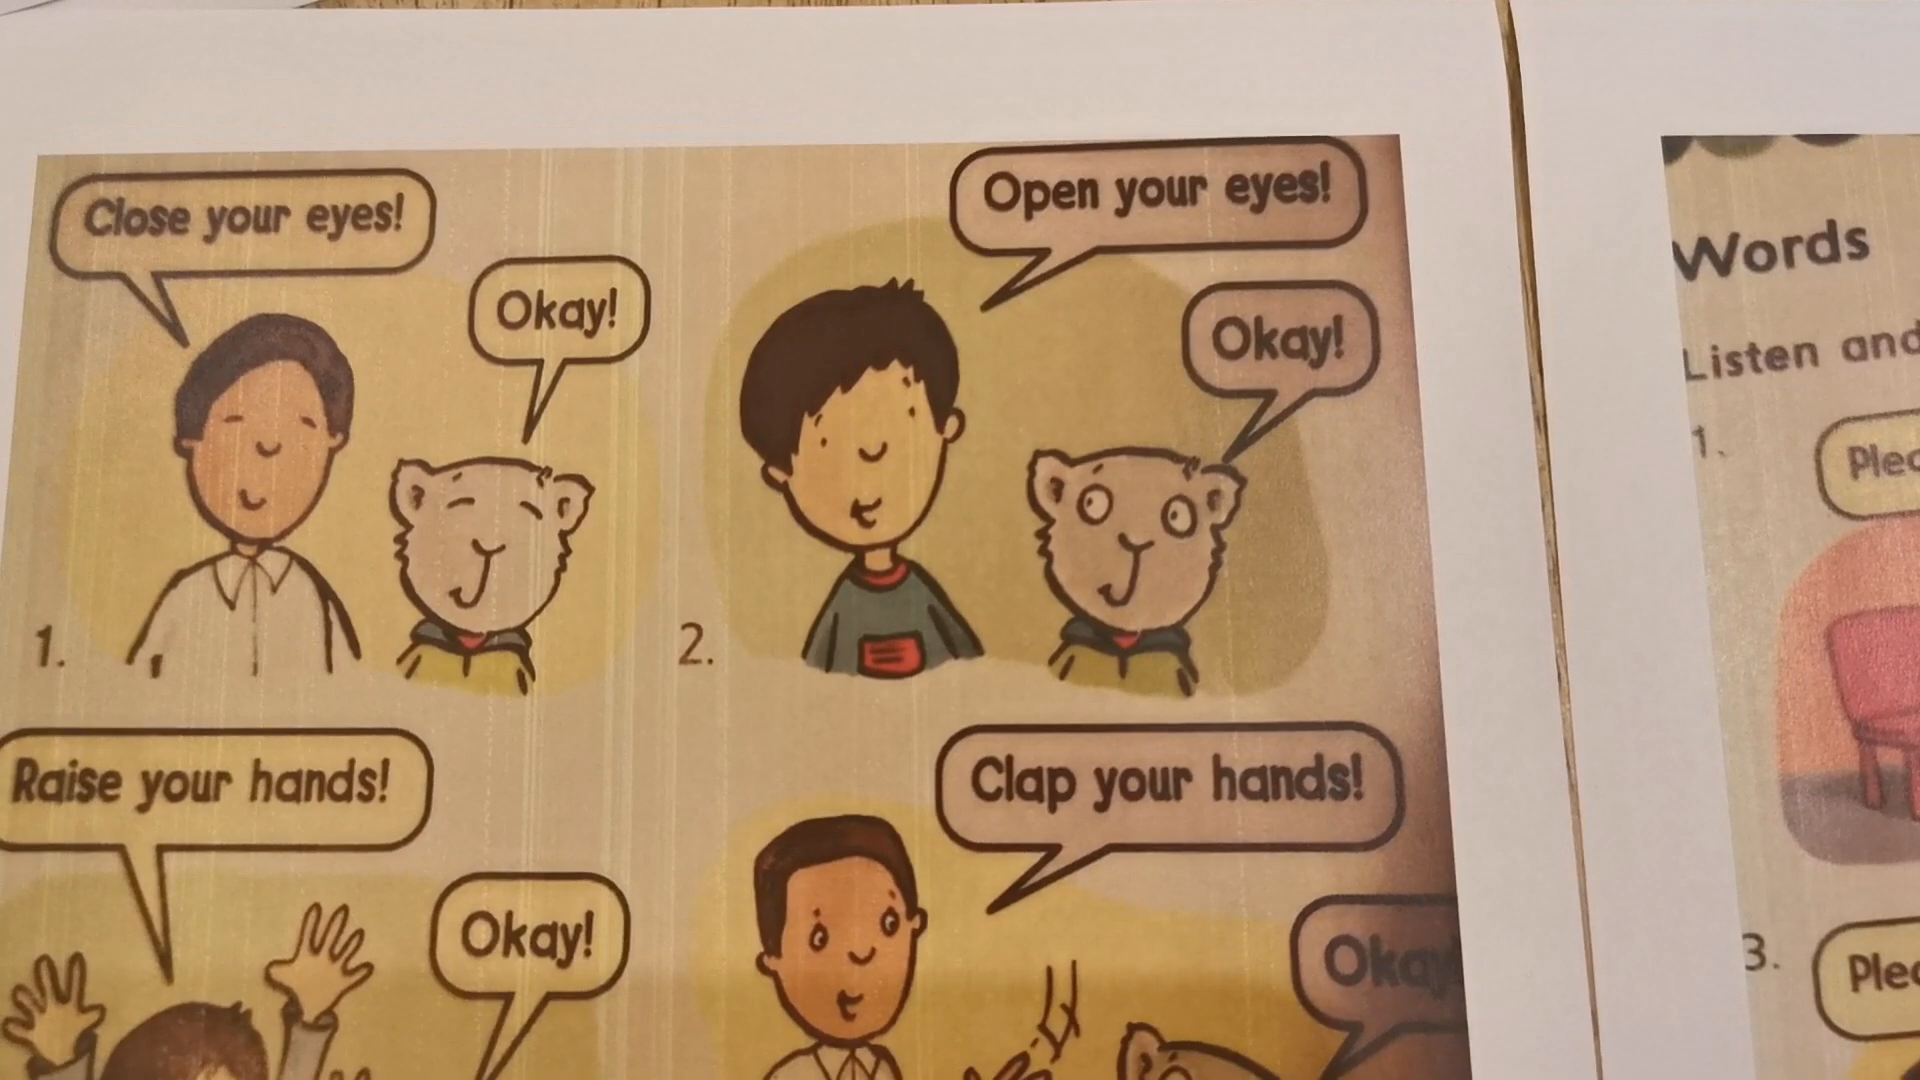 Close your eyes!
Okay!
1.
Open your eyes!
Okay!
2.
Raise your hands!
Okay!
Clap your hands!
Okay
Words
Listen and
1.
3.